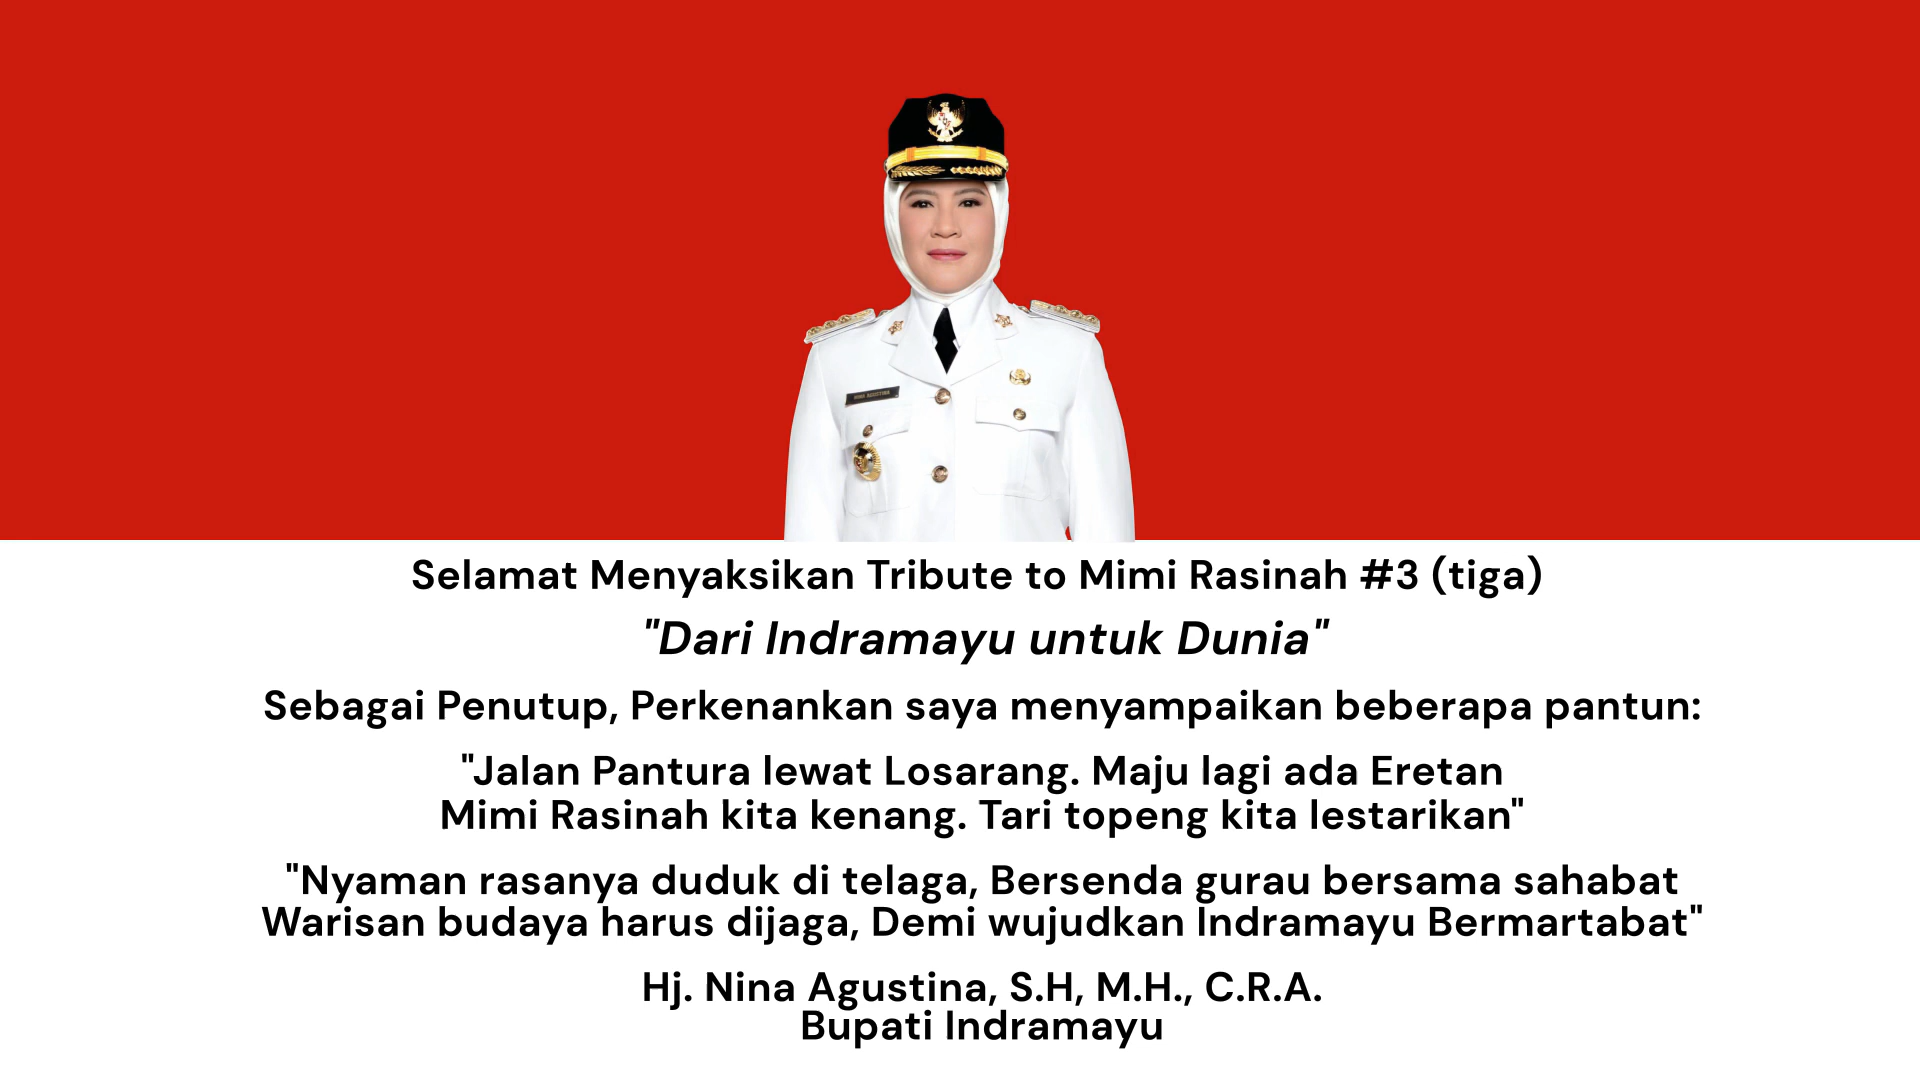 Selamat Menyaksikan Tribute to Mimi Rasinah #3 (tiga)
"Dari Indramayu untuk Dunia"
Sebagai Penutup, Perkenankan saya menyampaikan beberapa pantun:
"Jalan Pantura lewat Losarang. Maju lagi ada Eretan
Mimi Rasinah kita kenang. Tari topeng kita lestarikan"
"Nyaman rasanya duduk di telaga, Bersenda gurau bersama sahabat
Warisan budaya harus dijaga, Demi wujudkan Indramayu Bermartabat"
Hj. Nina Agustina, S.H, M.H., C.R.A.
Bupati Indramayu